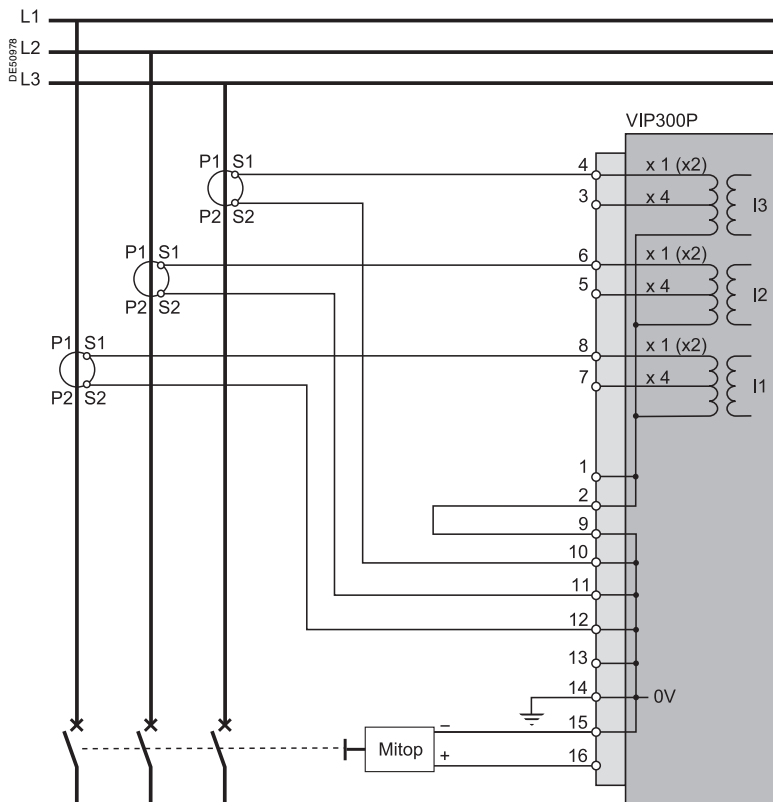 L1
L2
L3
DE50978
VIP300P
P1 S1
P2 S2
4
x 1 (x2)
3
x 4
I3
P1 S1
P2 S2
6
x 1 (x2)
5
x 4
I2
P1 S1
P2 S2
8
x 1 (x2)
7
x 4
I1
1
2
9
10
11
12
13
14
0V
15
16
Mitop
−
+